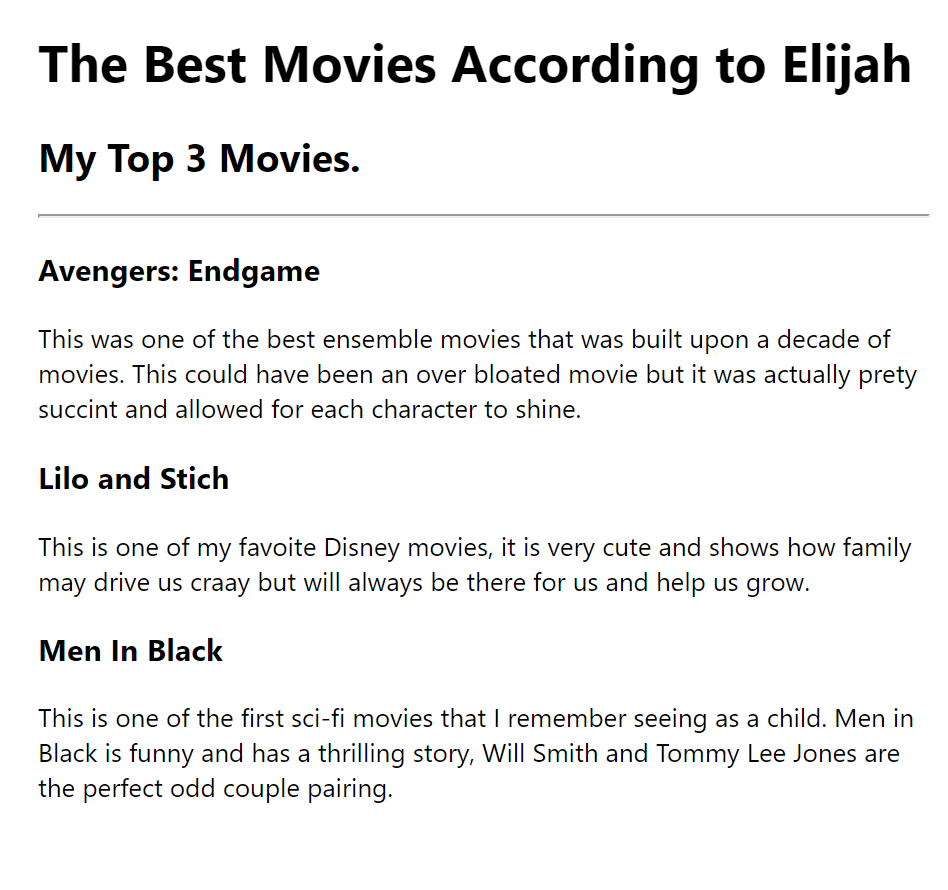 The Best Movies According to Elijah
My Top 3 Movies.
Avengers: Endgame
This was one of the best ensemble movies that was built upon a decade of
movies. This could have been an over bloated movie but it was actually prety
succint and allowed for each character to shine.
Lilo and Stich
This is one of my favoite Disney movies, it is very cute and shows how family
may drive us craay but will always be there for us and help us grow.
Men In Black
This is one of the first sci-fi movies that I remember seeing as a child. Men in
Black is funny and has a thrilling story, Will Smith and Tommy Lee Jones are
the perfect odd couple pairing.